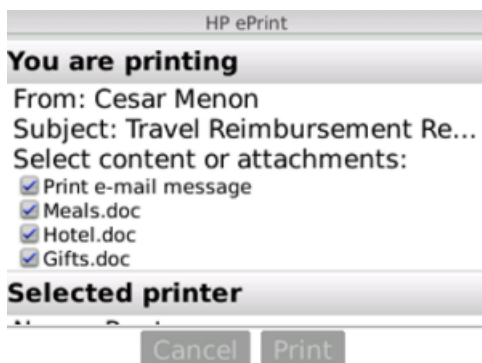 HP ePrint
You are printing
From: Cesar Menon
Subject: Travel Reimbursement Re...
Select content or attachments:
Print e-mail message
Meals.doc
Hotel.doc
Gifts.doc
Selected printer
Cancel Print